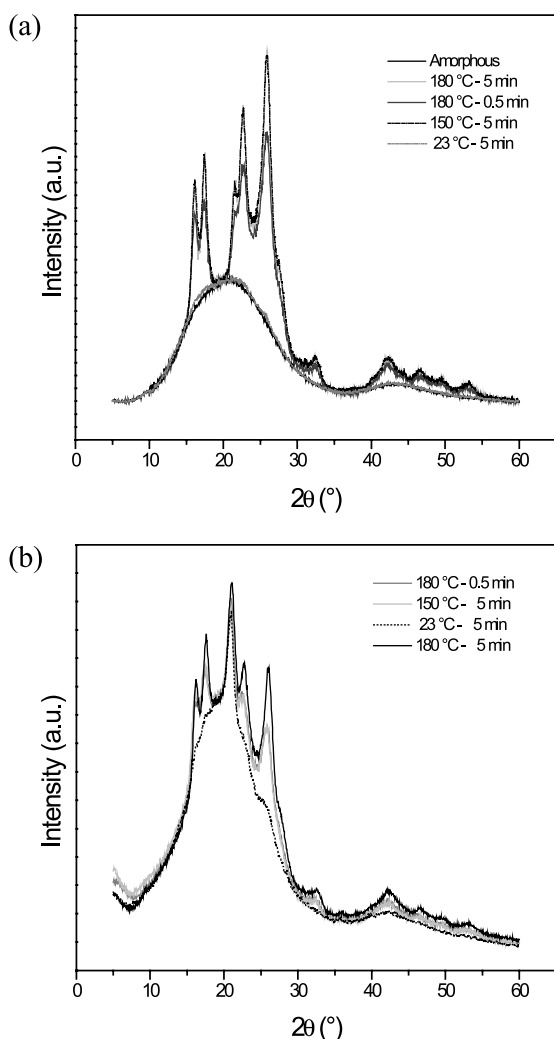 (a)
Amorphous
180 °C- 5 min
180 °C- 0.5 min
150 °C- 5 min
23 °C- 5 min
Intensity (a.u.)
0 10 20 30 40 50 60
2θ (°)
(b)
180 °C- 0.5 min
150 °C- 5 min
23 °C- 5 min
180 °C- 5 min
Intensity (a.u.)
0 10 20 30 40 50 60
2θ (°)